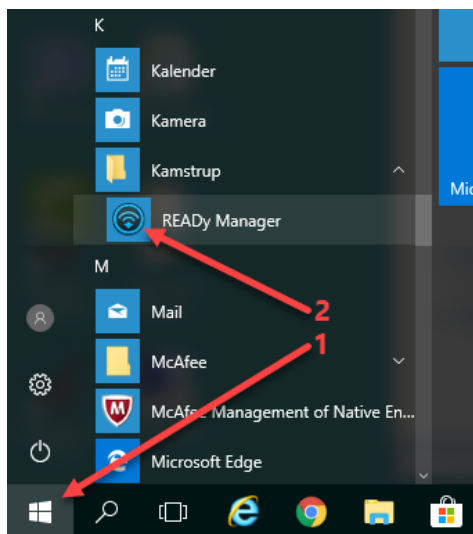 K
Kalender
Kamera
Kamstrup
Mic
READy Manager
M
Mail
2
1
McAfee
McAfee Management of Native En...
Microsoft Edge